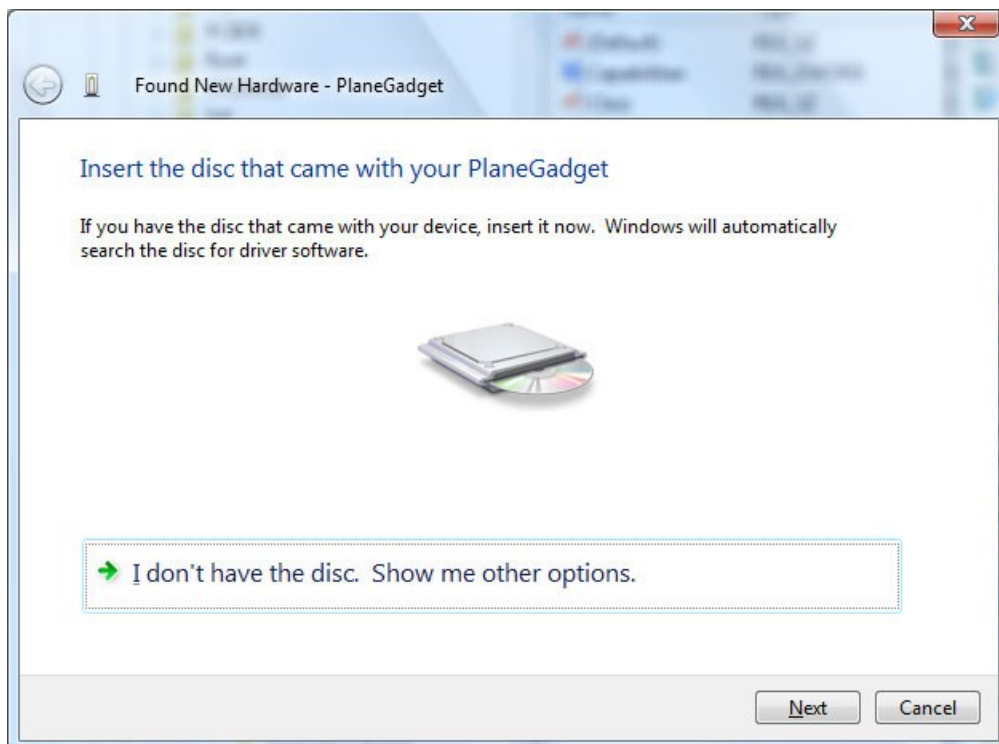 Found New Hardware - PlaneGadget
Insert the disc that came with your PlaneGadget
If you have the disc that came with your device, insert it now.  Windows will automatically
search the disc for driver software.
I don't have the disc.  Show me other options.
Next
Cancel